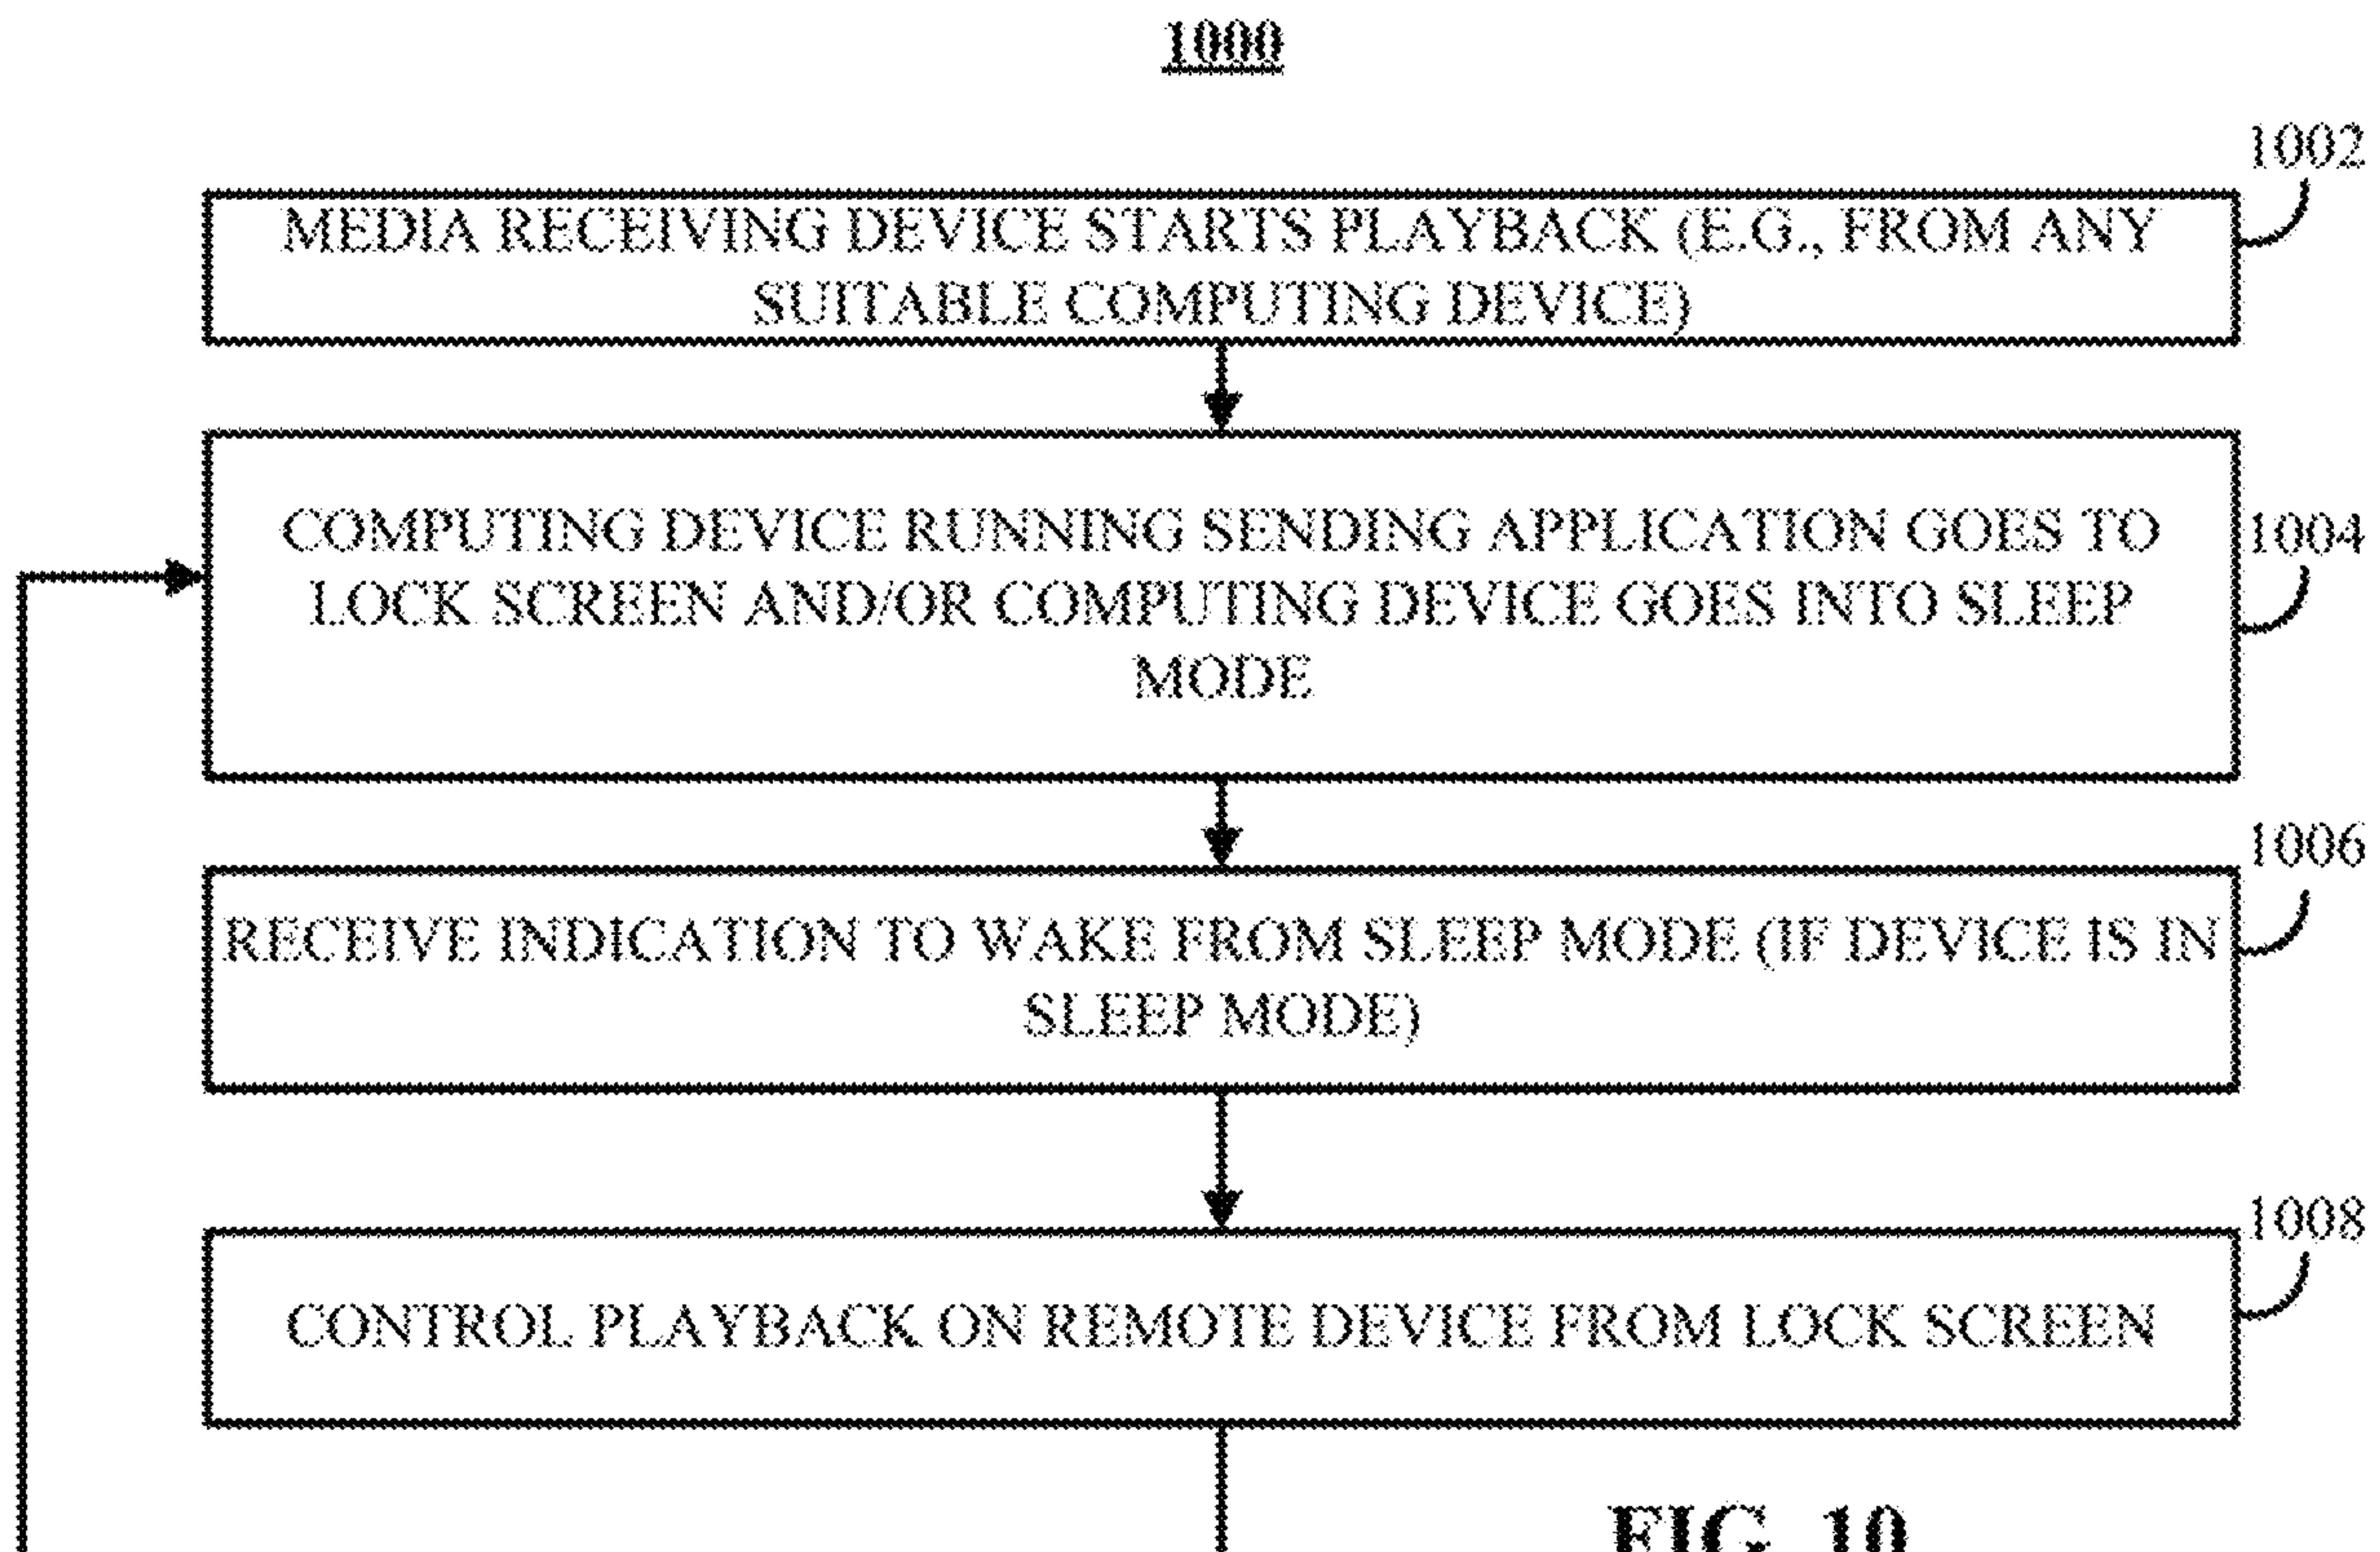 1000
1002
MEDIA RECEIVING DEVICE STARTS PLAYBACK (E.G., FROM ANY
SUITABLE COMPUTING DEVICE)
COMPUTING DEVICE RUNNING SENDING APPLICATION GOES TO
1004
LOCK SCREEN AND/OR COMPUTING DEVICE GOES INTO SLEEP
MODE
1006
RECEIVE INDICATION TO WAKE FROM SLEEP MODE (IF DEVICE IS IN
SLEEP MODE)
1008
CONTROL PLAYBACK ON REMOTE DEVICE FROM LOCK SCREEN
FIG. 10